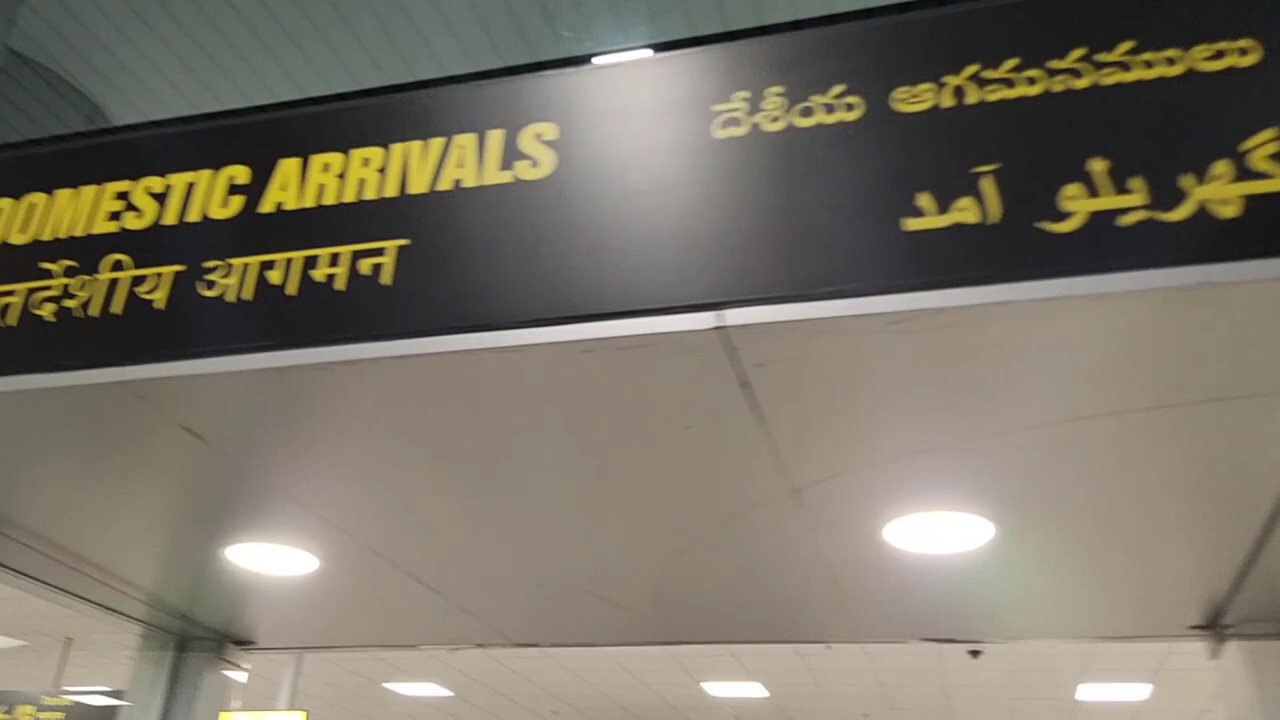 DOMESTIC ARRIVALS
तर्देशीय आगमन
దేశీయ ఆగమనములు
گھریلو آمد